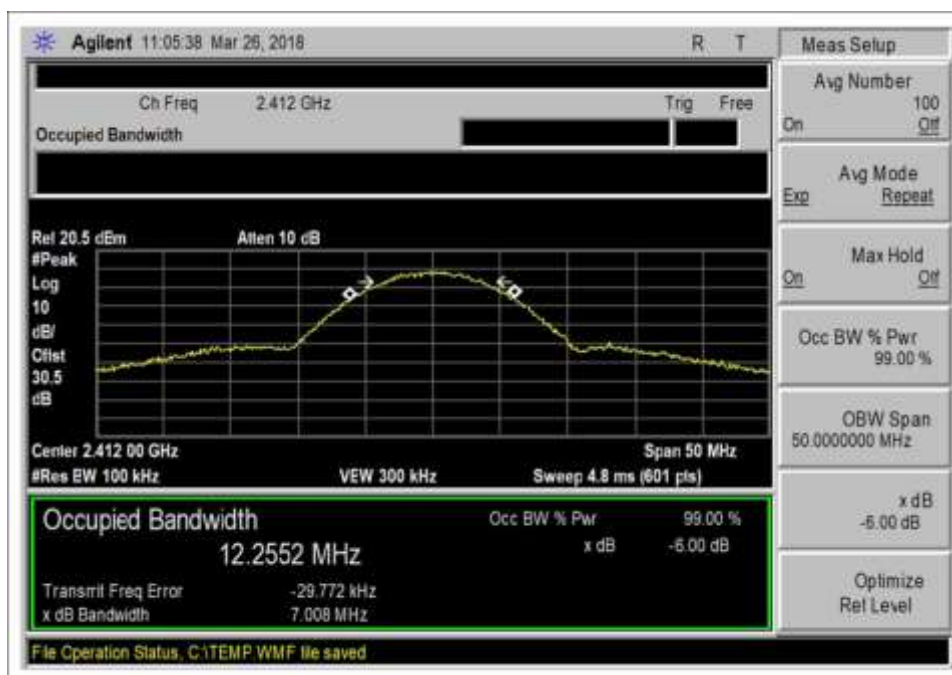 Agilent 11:05:38 Mar 26, 2018 R T
Ch Freq 2.412 GHz Trig Free
Occupied Bandwidth
Ref 20.5 dBm Atten 10 dB
#Peak
Log
10
dB/
Offst
30.5
dB
Center 2.412 00 GHz Span 50 MHz
#Res BW 100 kHz VBW 300 kHz Sweep 4.8 ms (601 pts)
Occupied Bandwidth
12.2552 MHz
Occ BW % Pwr 99.00 %
x dB -6.00 dB
Transmit Freq Error -29.772 kHz
x dB Bandwidth 7.008 MHz
File Operation Status, C:\TEMP.WMF file saved
Meas Setup
Avg Number
100
On Off
Avg Mode
Exp Repeat
Max Hold
On Off
Occ BW % Pwr
99.00 %
OBW Span
50.0000000 MHz
x dB
-6.00 dB
Optimize
Ref Level